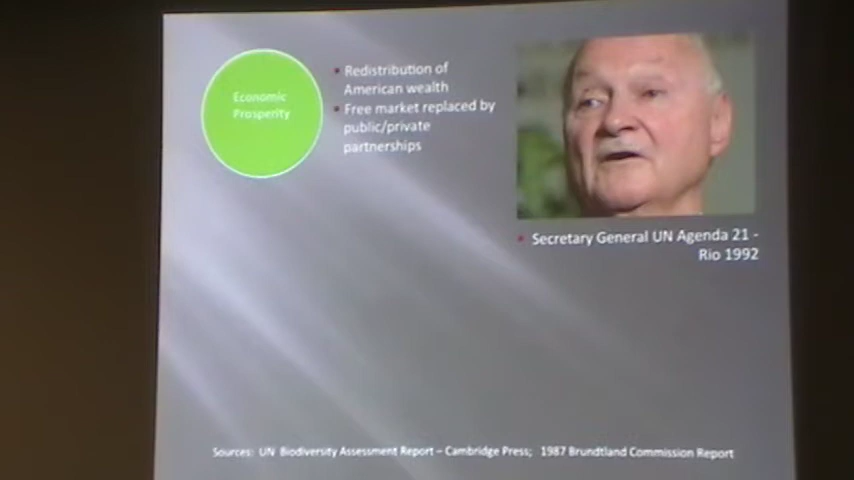 Economic
Prosperity
Redistribution of
American wealth
Free market replaced by
public/private
partnerships
Secretary General UN Agenda 21 -
Rio 1992
Sources: UN Biodiversity Assessment Report – Cambridge Press; 1987 Brundtland Commission Report